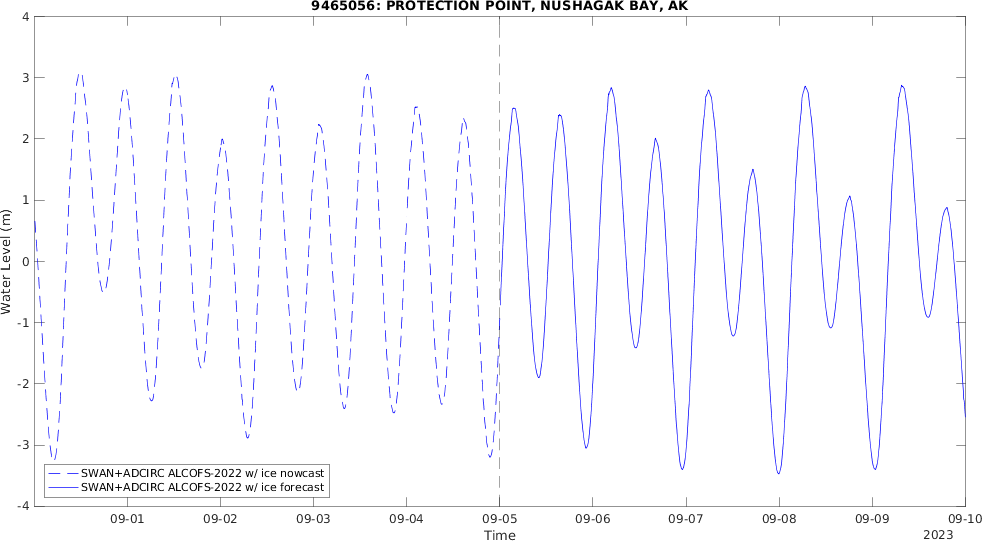 9465056: PROTECTION POINT, NUSHAGAK BAY, AK
4
3
2
1
0
-1
-2
-3
-4
Water Level (m)
SWAN+ADCIRC ALCOFS-2022 w/ ice nowcast
SWAN+ADCIRC ALCOFS-2022 w/ ice forecast
09-01 09-02 09-03 09-04 09-05 09-06 09-07 09-08 09-09 09-10
Time
2023